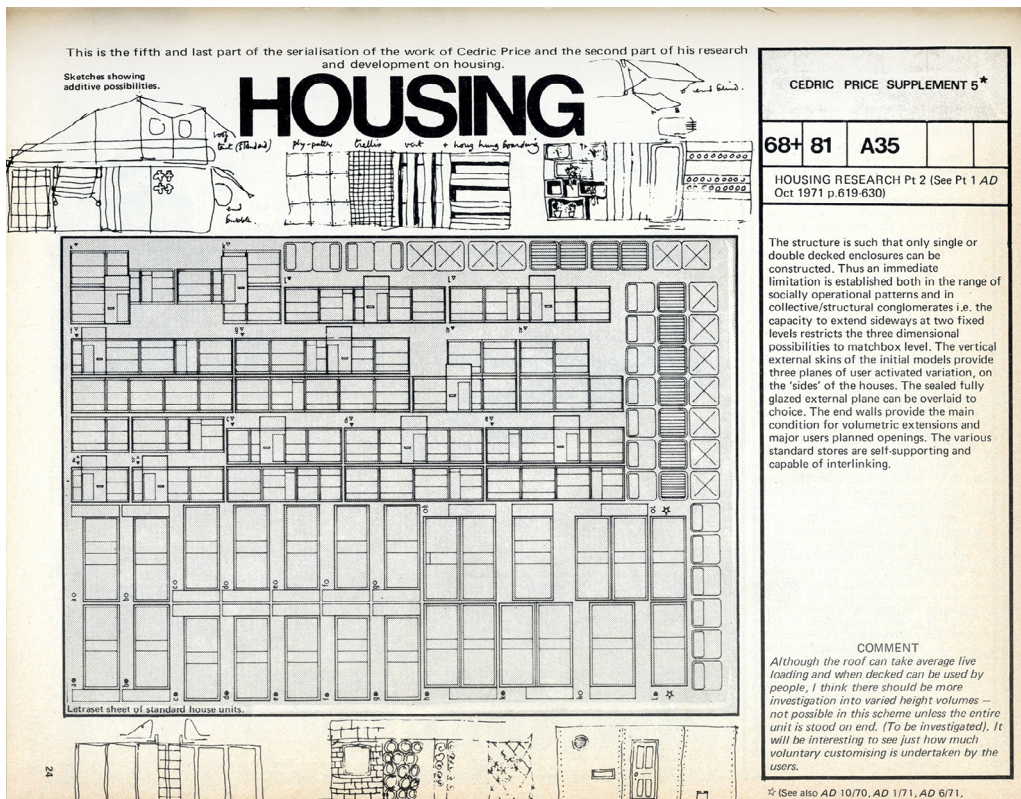 This is the fifth and last part of the serialisation of the work of Cedric Price and the second part of his research
and development on housing.
Sketches showing
additive possibilities.
HOUSING
end blind.
ply-patter
trellis
vert
+ horiz hung boarding
CEDRIC PRICE SUPPLEMENT 5*
68+ 81 A35
HOUSING RESEARCH Pt 2 (See Pt 1 AD
Oct 1971 p.619-630)
The structure is such that only single or
double decked enclosures can be
constructed. Thus an immediate
limitation is established both in the range of
socially operational patterns and in
collective/structural conglomerates i.e. the
capacity to extend sideways at two fixed
levels restricts the three dimensional
possibilities to matchbox level. The vertical
external skins of the initial models provide
three planes of user activated variation, on
the ‘sides’ of the houses. The sealed fully
glazed external plane can be overlaid to
choice. The end walls provide the main
condition for volumetric extensions and
major users planned openings. The various
standard stores are self-supporting and
capable of interlinking.
COMMENT
Although the roof can take average live
loading and when decked can be used by
people, I think there should be more
investigation into varied height volumes —
not possible in this scheme unless the entire
unit is stood on end. (To be investigated). It
will be interesting to see just how much
voluntary customising is undertaken by the
users.
Letraset sheet of standard house units.
24
☆ (See also AD 10/70, AD 1/71, AD 6/71,